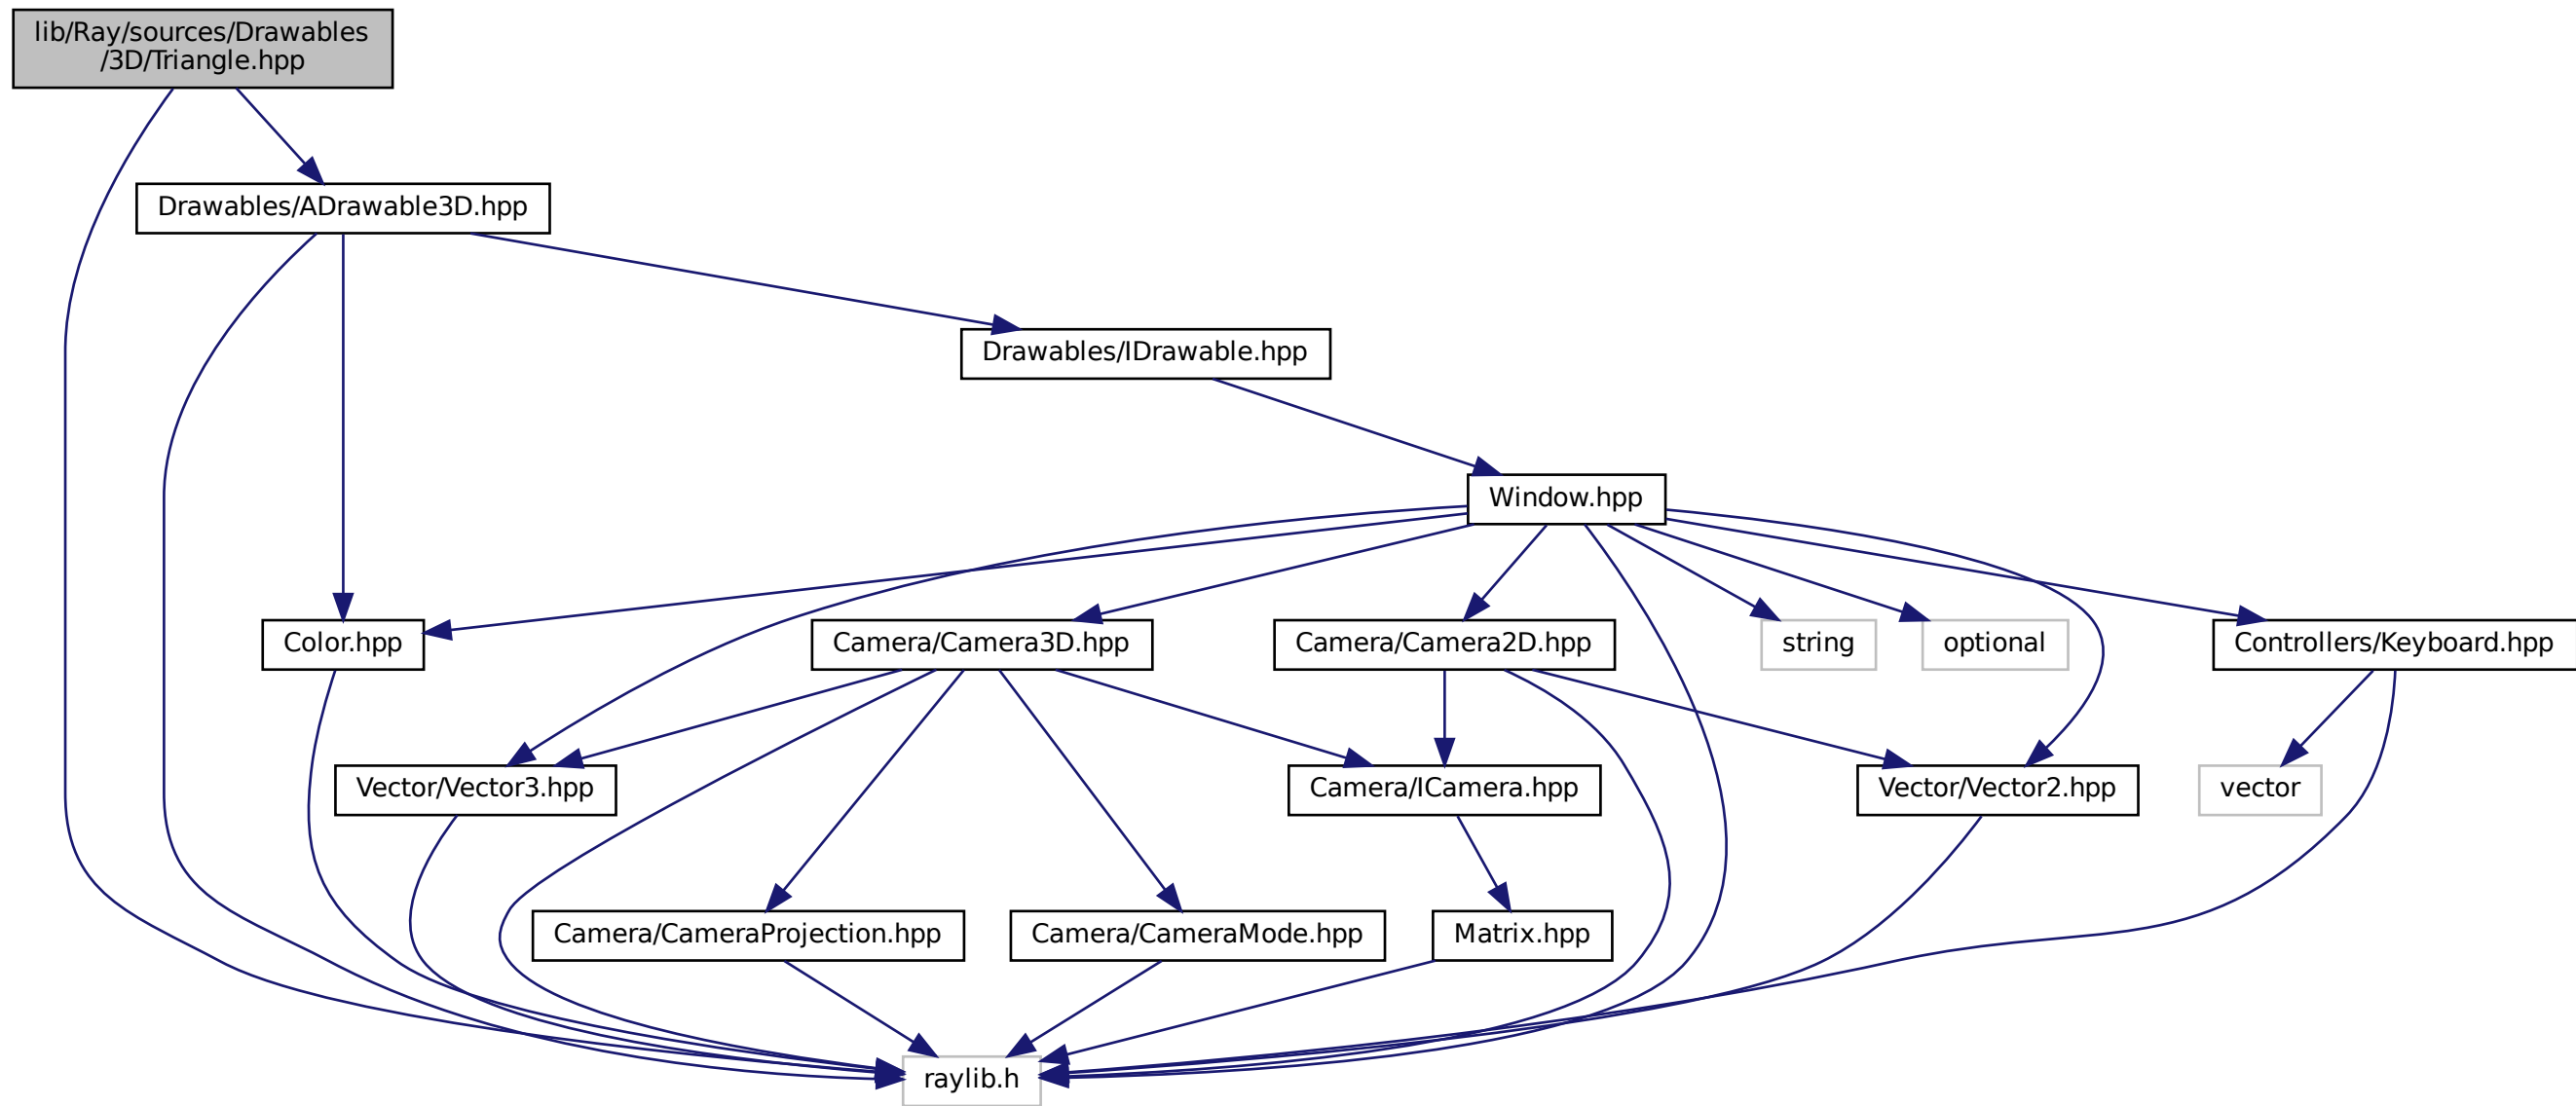 lib/Ray/sources/Drawables
/3D/Triangle.hpp
Drawables/ADrawable3D.hpp
Drawables/IDrawable.hpp
Window.hpp
Color.hpp
Camera/Camera3D.hpp
Camera/Camera2D.hpp
string
optional
Controllers/Keyboard.hpp
Vector/Vector3.hpp
Camera/ICamera.hpp
Vector/Vector2.hpp
vector
Camera/CameraProjection.hpp
Camera/CameraMode.hpp
Matrix.hpp
raylib.h